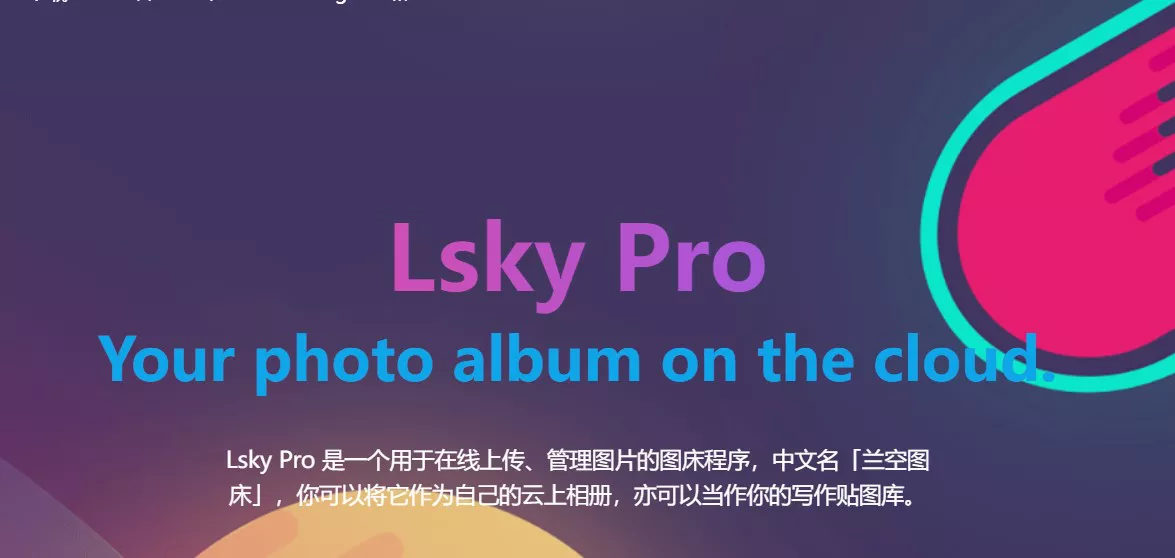 Lsky Pro
Your photo album on the cloud.
Lsky Pro 是一个用于在线上传、管理图片的图床程序，中文名「兰空图
床」，你可以将它作为自己的云上相册，亦可以当作你的写作贴图库。